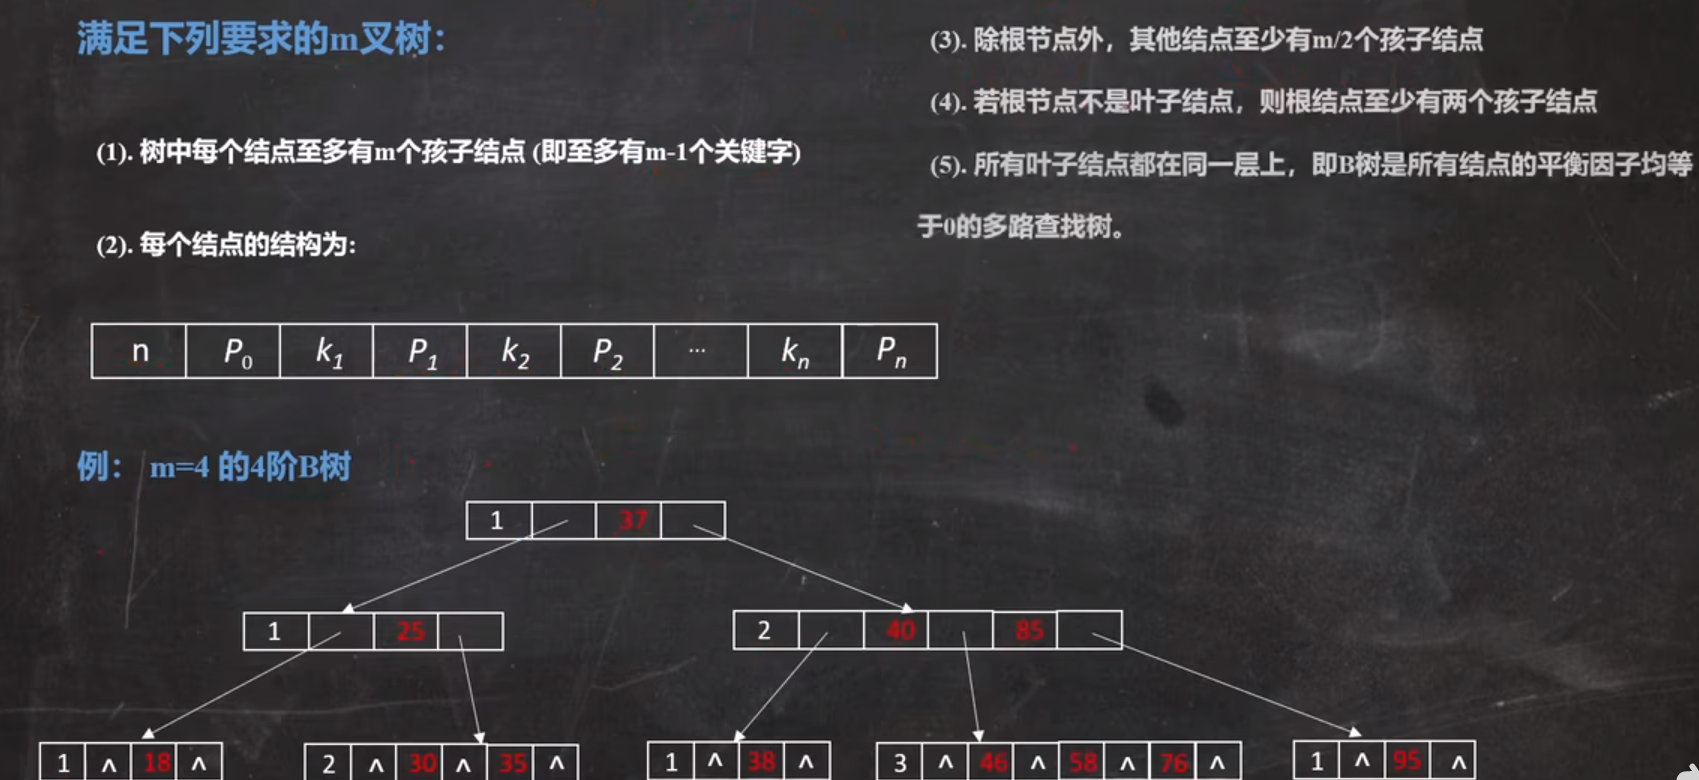 满足下列要求的m叉树：
(1). 树中每个结点至多有m个孩子结点 (即至多有m-1个关键字)
(2). 每个结点的结构为:
n P0 k1 P1 k2 P2 ... kn Pn
(3). 除根节点外，其他结点至少有m/2个孩子结点
(4). 若根节点不是叶子结点，则根结点至少有两个孩子结点
(5). 所有叶子结点都在同一层上，即B树是所有结点的平衡因子均等
于0的多路查找树。
例： m=4 的4阶B树
1 37
1 25
2 40 85
1 ʌ 18 ʌ
2 ʌ 30 ʌ 35 ʌ
1 ʌ 38 ʌ
3 ʌ 46 ʌ 58 ʌ 76 ʌ
1 ʌ 95 ʌ